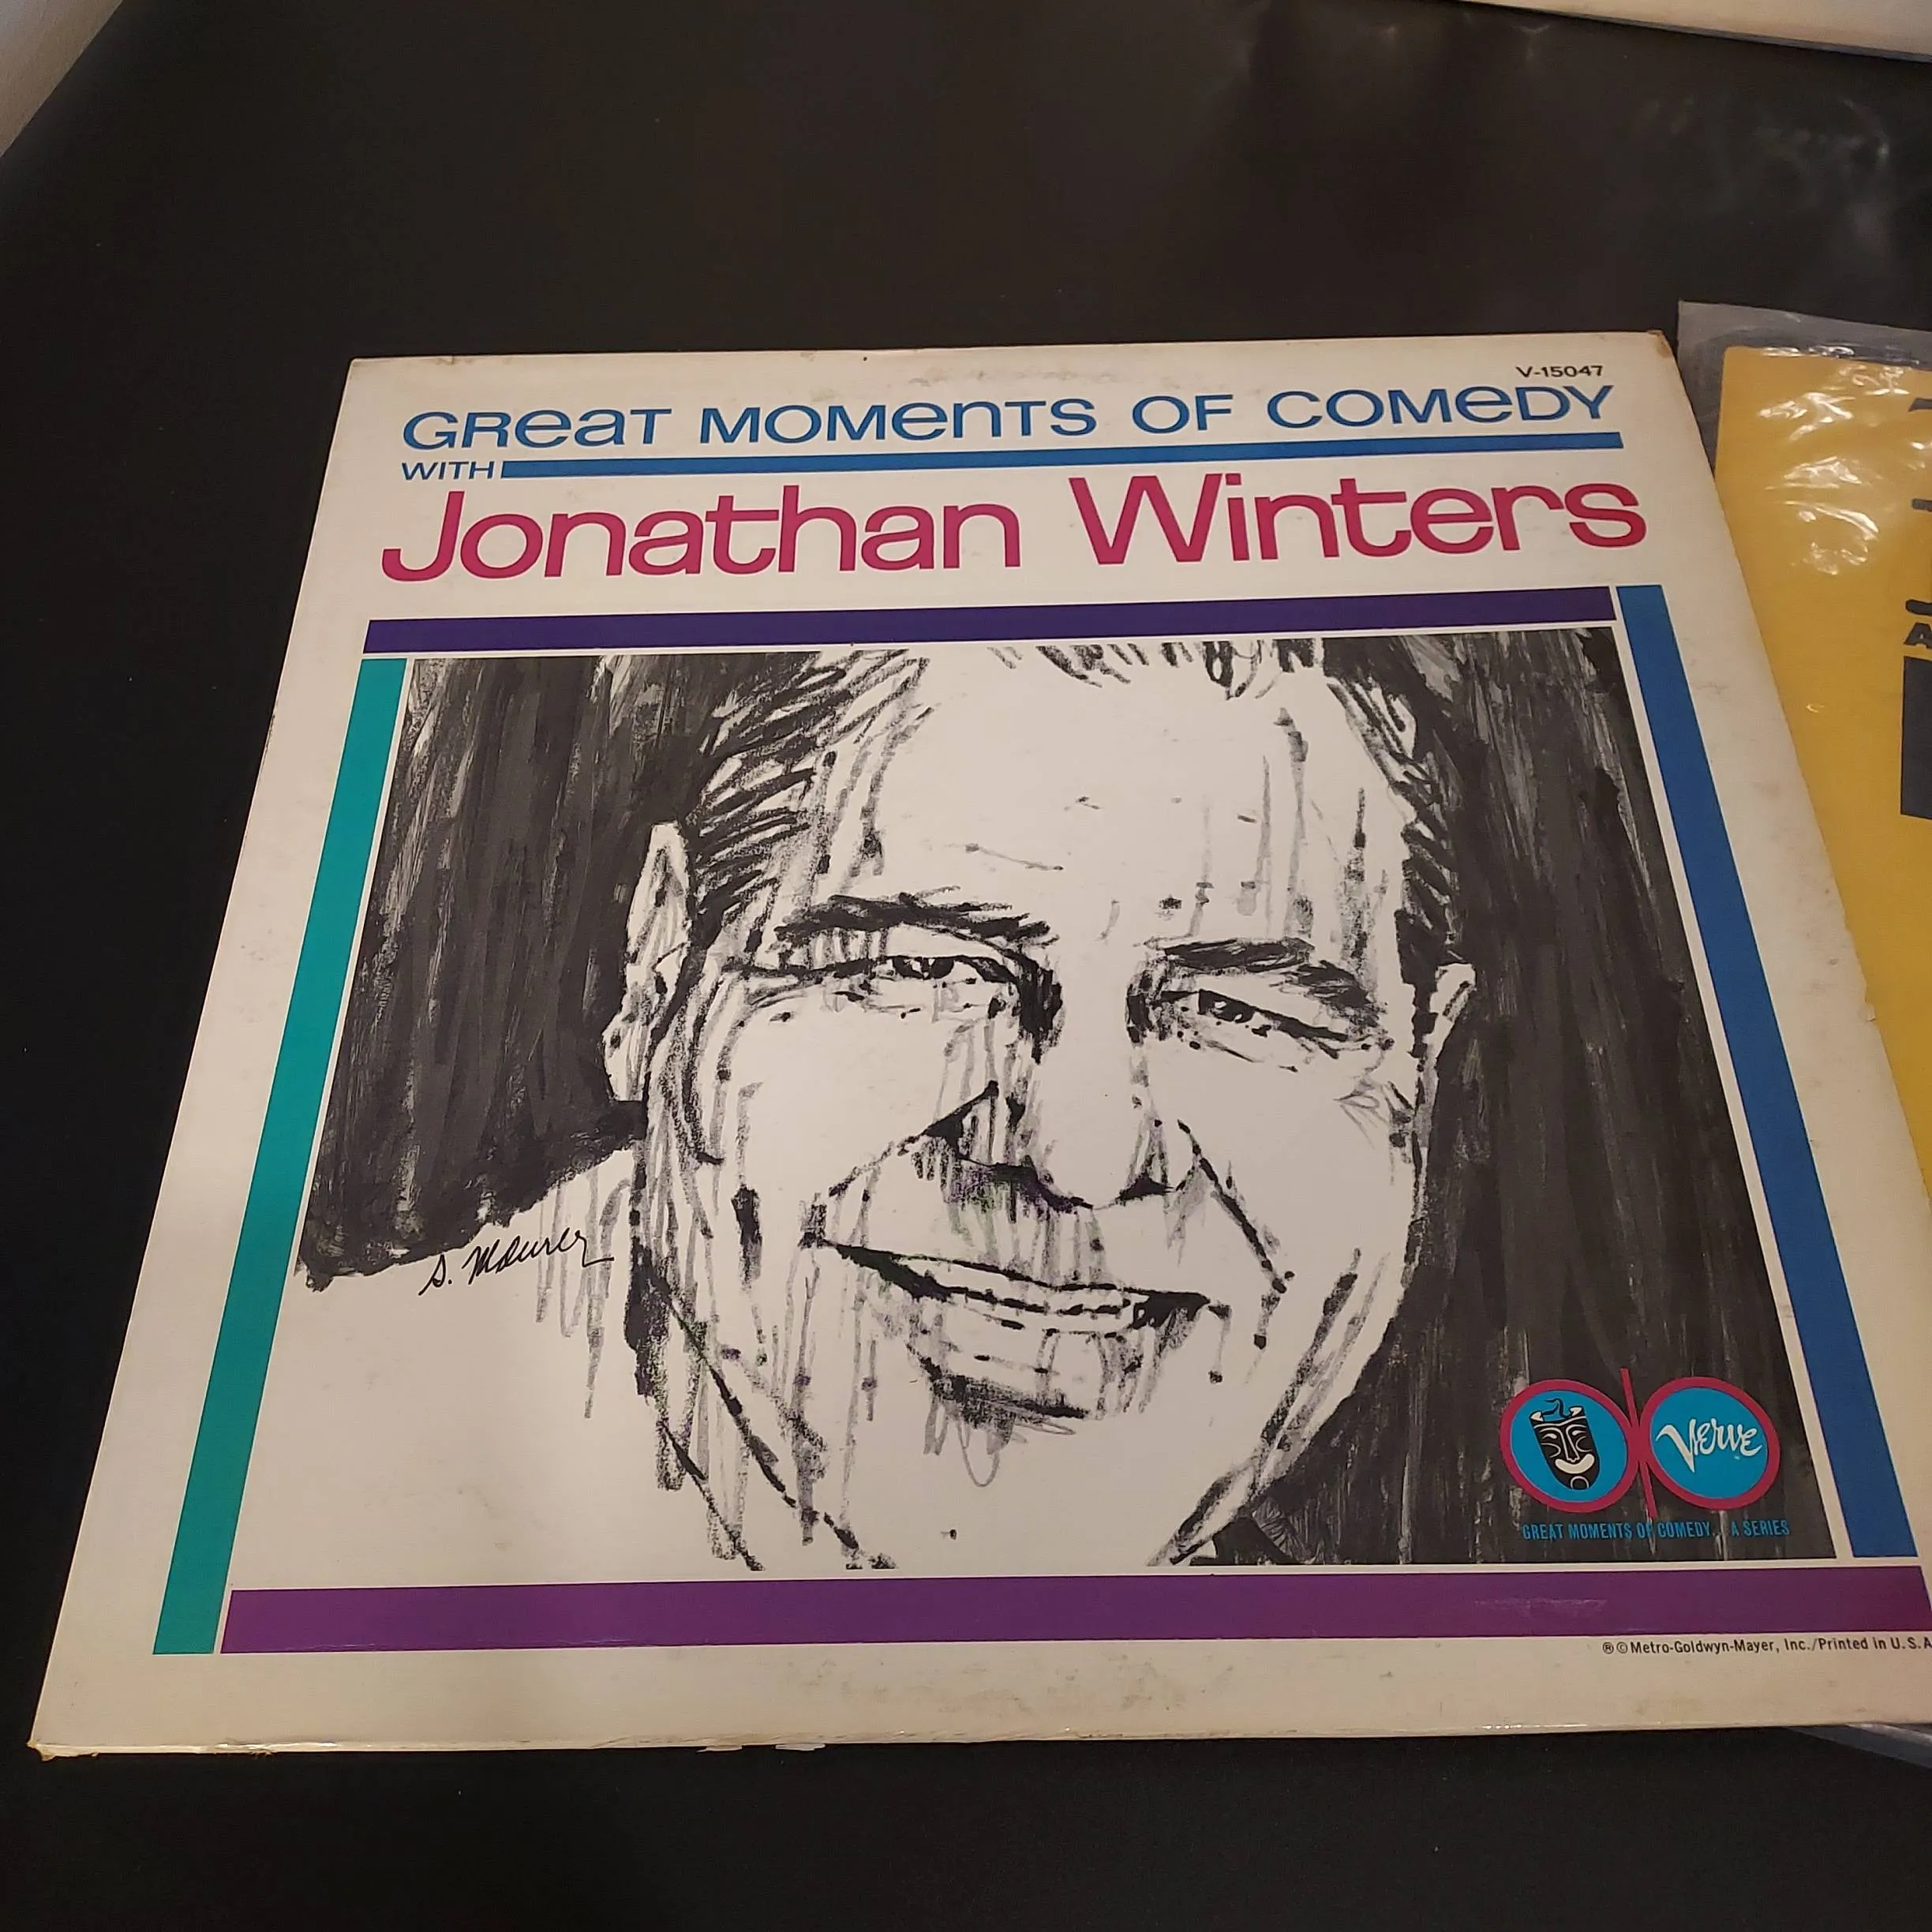 V-15047
GREAT MOMENTS OF COMEDY
WITH
Jonathan Winters
S. Maurer
Verve
GREAT MOMENTS OF COMEDY... A SERIES
®©Metro-Goldwyn-Mayer, Inc./Printed in U.S.A